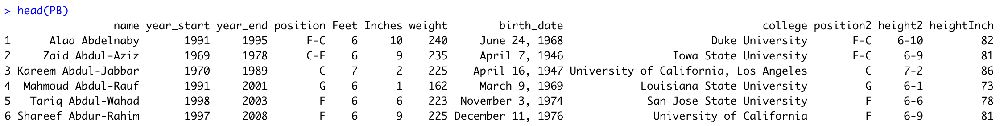 > head(PB)
                 name year_start year_end position Feet Inches weight        birth_date                               college position2 height2 heightInch
1      Alaa Abdelnaby       1991     1995      F-C    6     10    240     June 24, 1968                       Duke University       F-C    6-10         82
2     Zaid Abdul-Aziz       1969     1978      C-F    6      9    235     April 7, 1946                 Iowa State University       F-C     6-9         81
3 Kareem Abdul-Jabbar       1970     1989        C    7      2    225    April 16, 1947 University of California, Los Angeles         C     7-2         86
4  Mahmoud Abdul-Rauf       1991     2001        G    6      1    162     March 9, 1969            Louisiana State University         G     6-1         73
5   Tariq Abdul-Wahad       1998     2003        F    6      6    223  November 3, 1974             San Jose State University         F     6-6         78
6 Shareef Abdur-Rahim       1997     2008        F    6      9    225 December 11, 1976              University of California         F     6-9         81